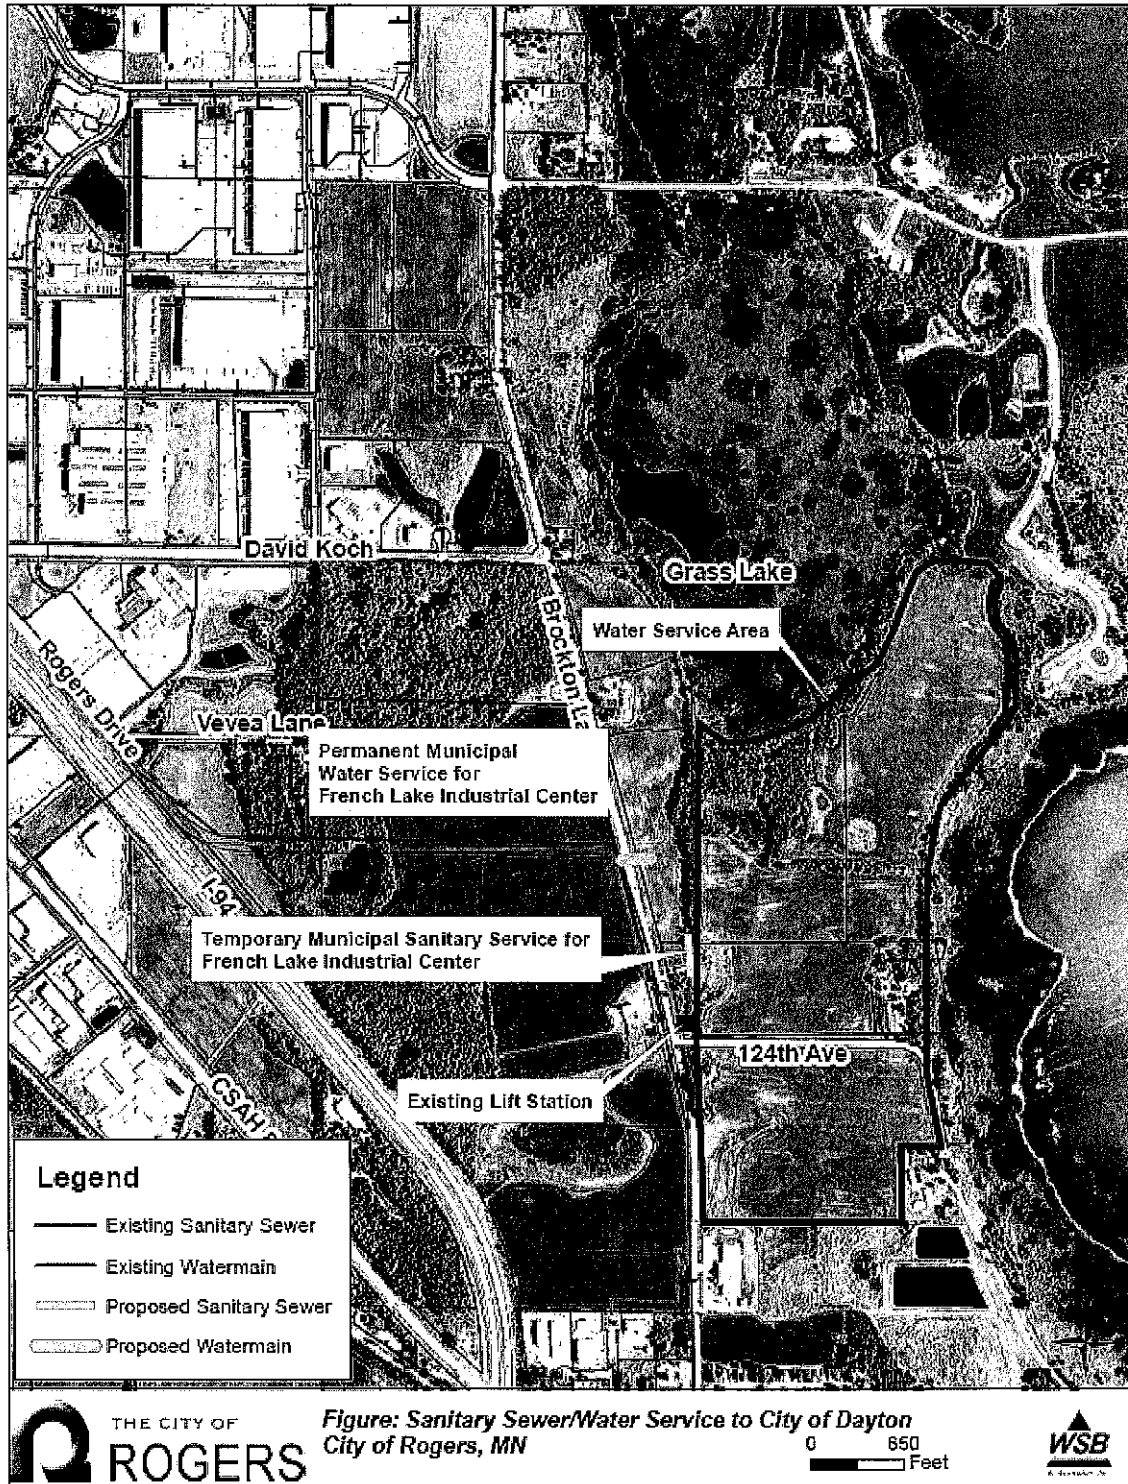 David Koch
Grass Lake
Brockton La
Water Service Area
Rogers Drive
Vevea Lane
Permanent Municipal
Water Service for
French Lake Industrial Center
I-94
Temporary Municipal Sanitary Service for
French Lake Industrial Center
124th Ave
Existing Lift Station
CSAH
Legend
Existing Sanitary Sewer
Existing Watermain
Proposed Sanitary Sewer
Proposed Watermain
THE CITY OF
ROGERS
Figure: Sanitary Sewer/Water Service to City of Dayton
City of Rogers, MN
0 650
Feet
WSB